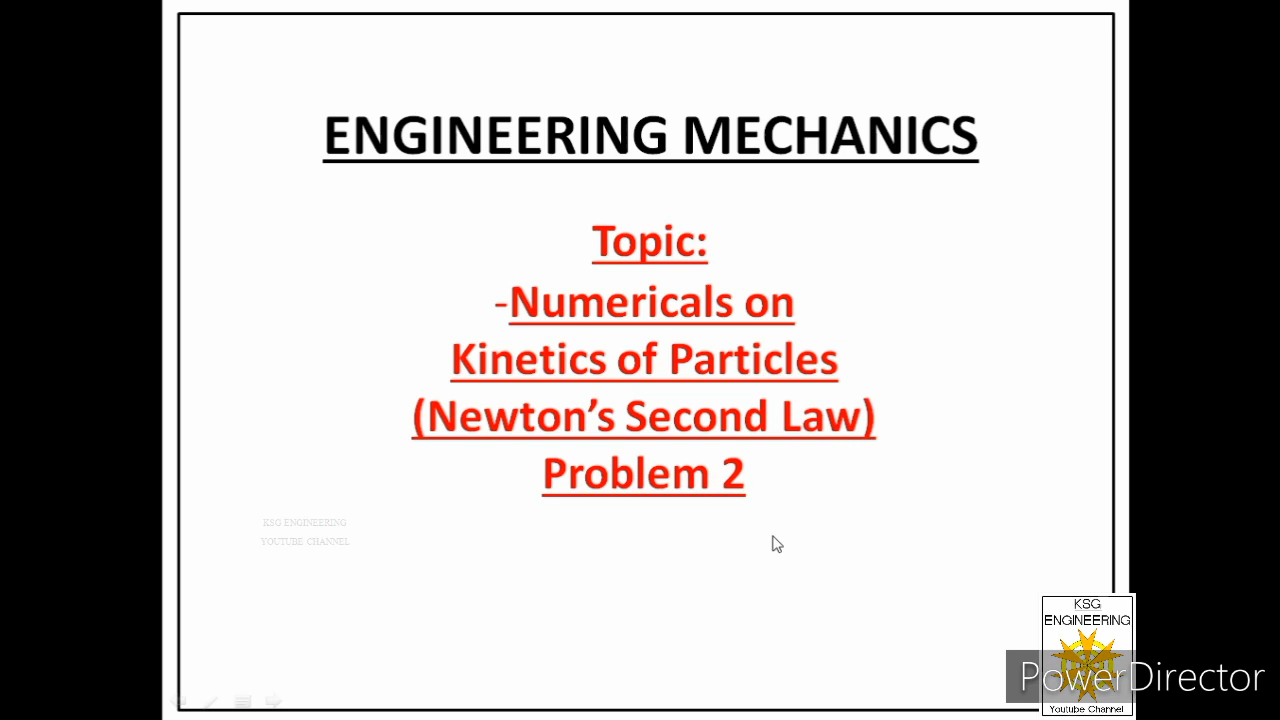 ENGINEERING MECHANICS
Topic:
-Numericals on
Kinetics of Particles
(Newton’s Second Law)
Problem 2
KSG ENGINEERING
YOUTUBE CHANNEL
KSG
ENGINEERING
PowerDirector
Youtube Channel